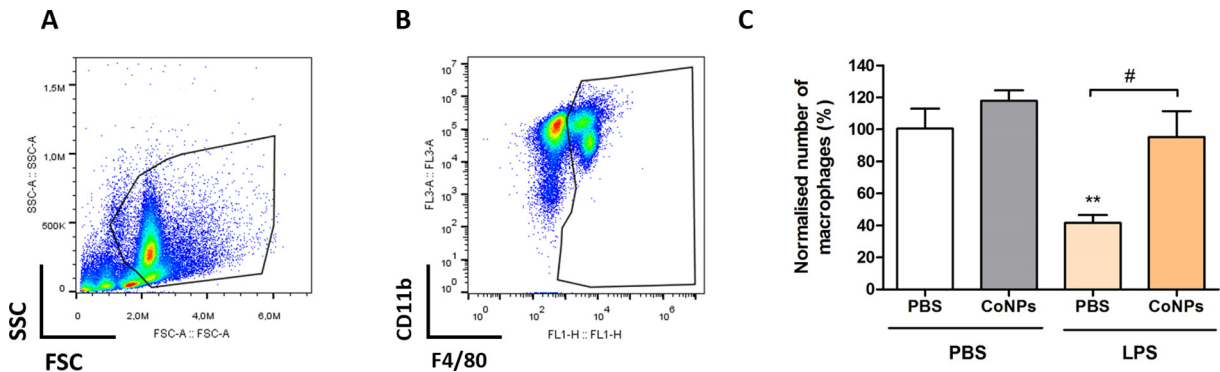 A
SSC-A :: SSC-A
1,5M
1,0M
500K
0
0
2,0M
4,0M
6,0M
FSC-A :: FSC-A
SSC
FSC
B
FL3-A :: FL3-A
10^7
10^6
10^5
10^4
10^3
10^2
10^1
10^0
10^0
10^2
10^4
10^6
FL1-H :: FL1-H
CD11b
F4/80
C
Normalised number of
macrophages (%)
140
120
100
80
60
40
20
0
#
**
PBS
CoNPs
PBS
CoNPs
PBS
LPS